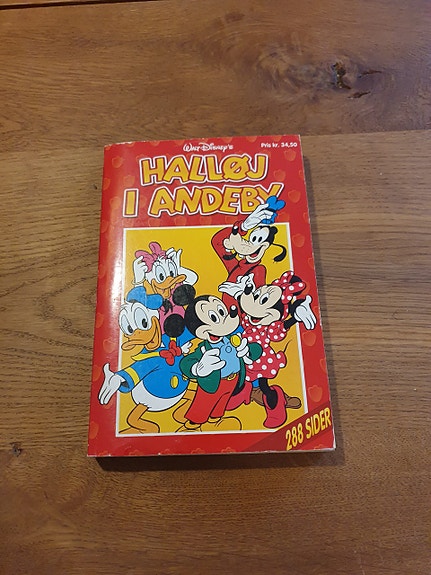 Walt Disney's
Pris kr. 34,50
HALLØJ
I ANDEBY
288 SIDER